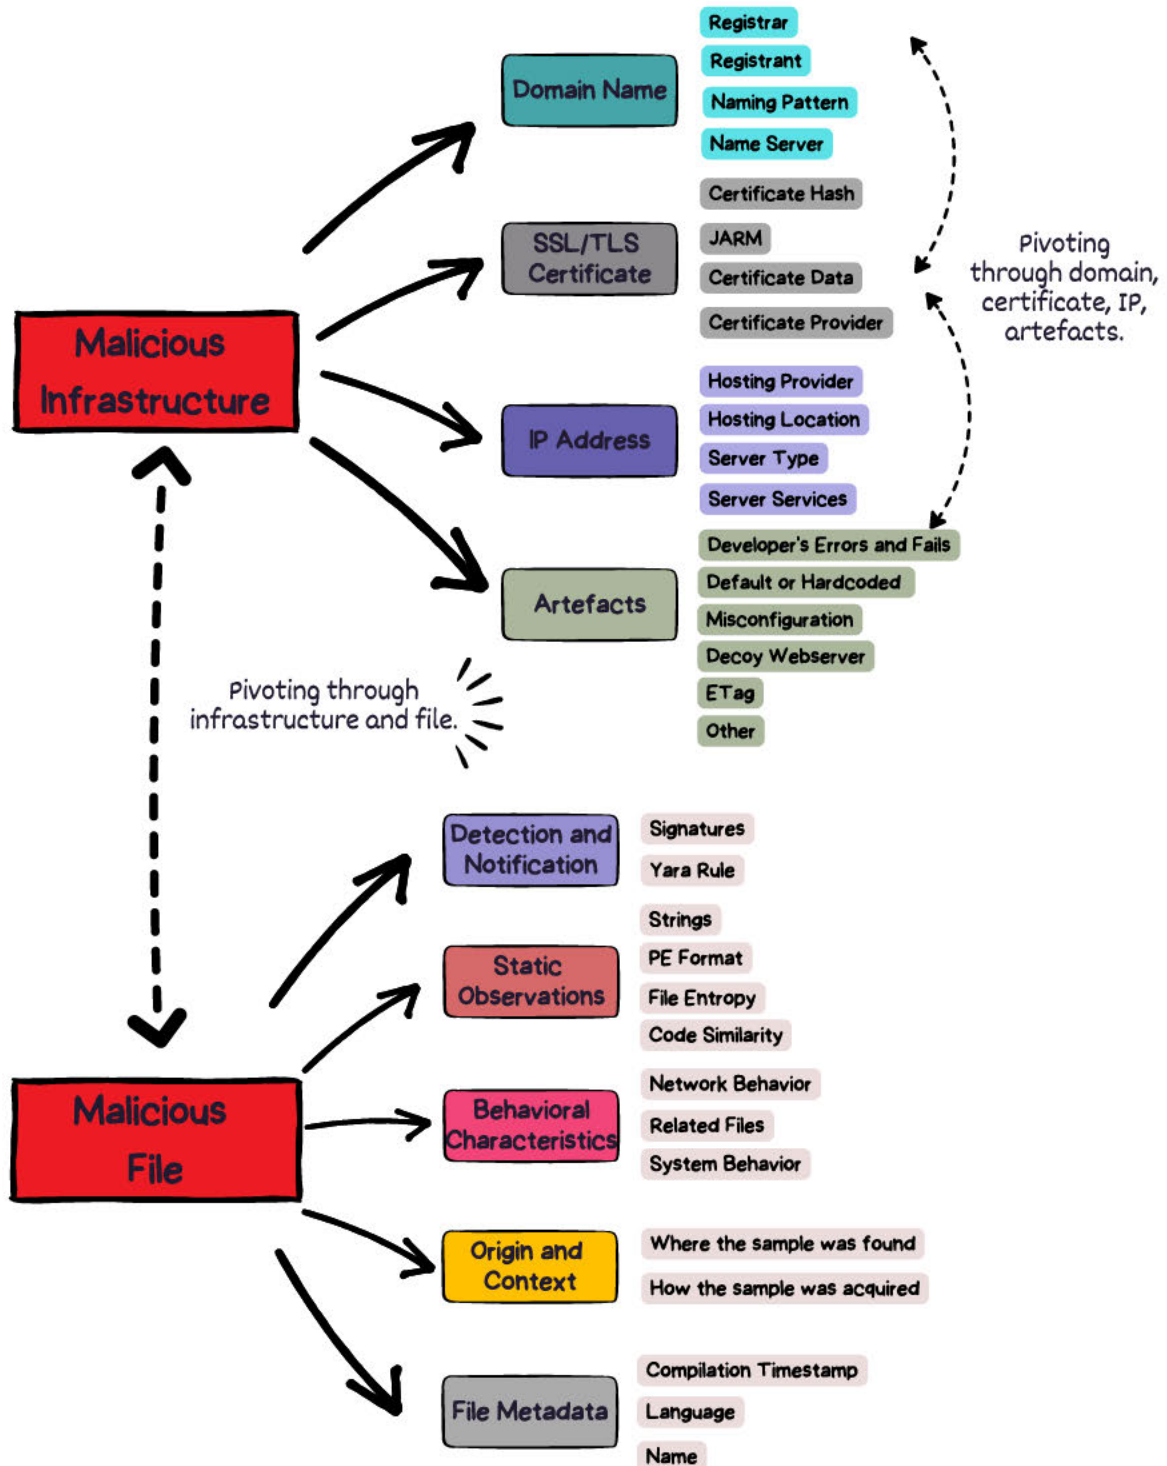 Registrar
Registrant
Domain Name
Naming Pattern
Name Server
Certificate Hash
SSL/TLS
Certificate
JARM
Certificate Data
Certificate Provider
Pivoting
through domain,
certificate, IP,
artefacts.
Malicious
Infrastructure
Hosting Provider
Hosting Location
IP Address
Server Type
Server Services
Developer's Errors and Fails
Default or Hardcoded
Artefacts
Misconfiguration
Decoy Webserver
ETag
Other
Pivoting through
infrastructure and file.
Detection and
Notification
Signatures
Yara Rule
Strings
Static
Observations
PE Format
File Entropy
Code Similarity
Malicious
File
Behavioral
Characteristics
Network Behavior
Related Files
System Behavior
Origin and
Context
Where the sample was found
How the sample was acquired
File Metadata
Compilation Timestamp
Language
Name